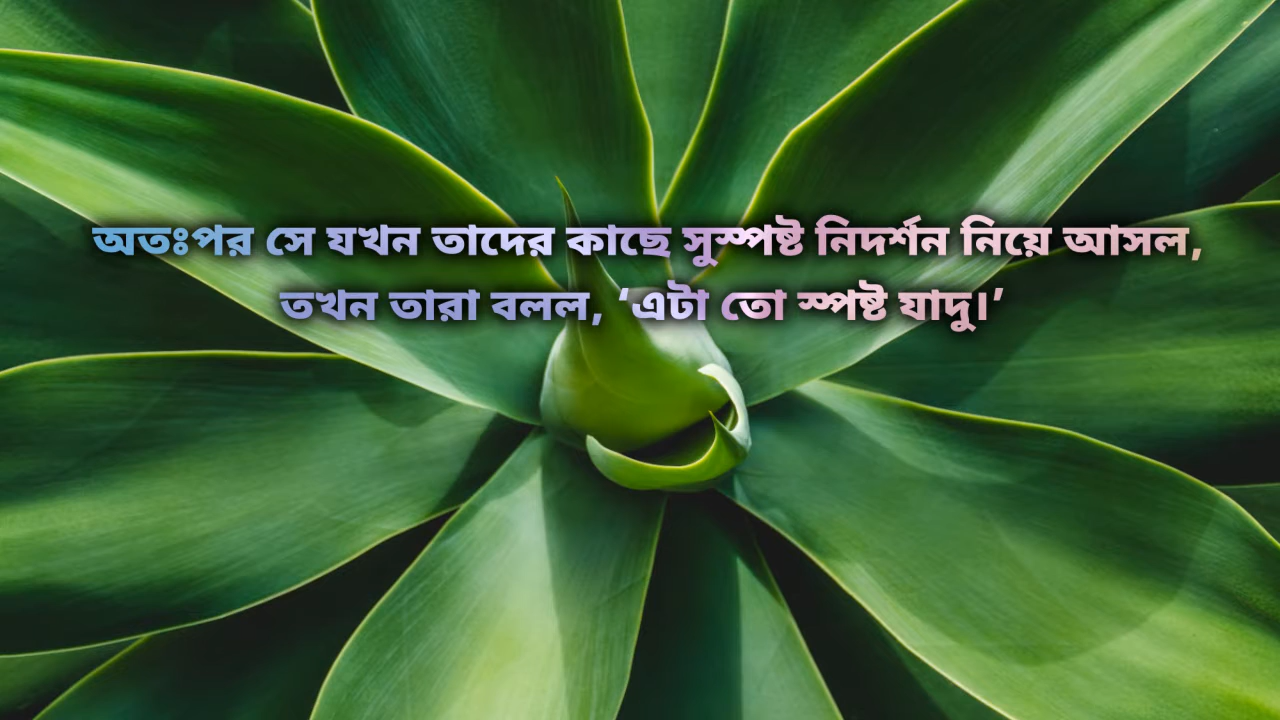 অতঃপর সে যখন তাদের কাছে সুস্পষ্ট নিদর্শন নিয়ে আসল,
তখন তারা বলল, ‘এটা তো স্পষ্ট যাদু।’